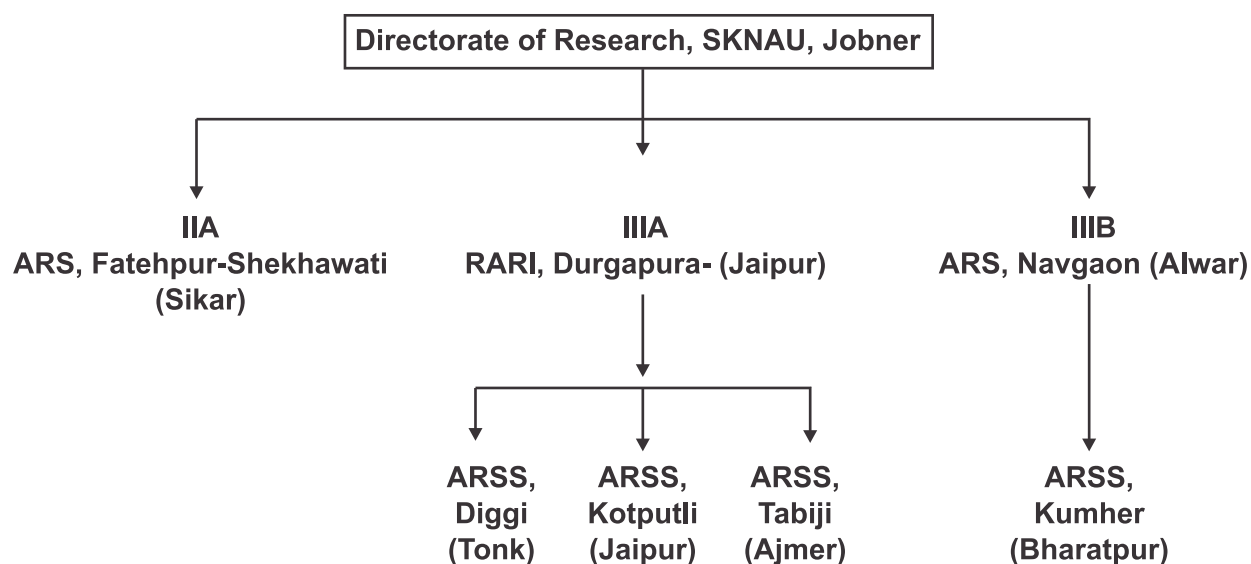 Directorate of Research, SKNAU, Jobner
IIA
ARS, Fatehpur-Shekhawati
(Sikar)
IIIA
RARI, Durgapura- (Jaipur)
IIIB
ARS, Navgaon (Alwar)
ARSS,
Diggi
(Tonk)
ARSS,
Kotputli
(Jaipur)
ARSS,
Tabiji
(Ajmer)
ARSS,
Kumher
(Bharatpur)